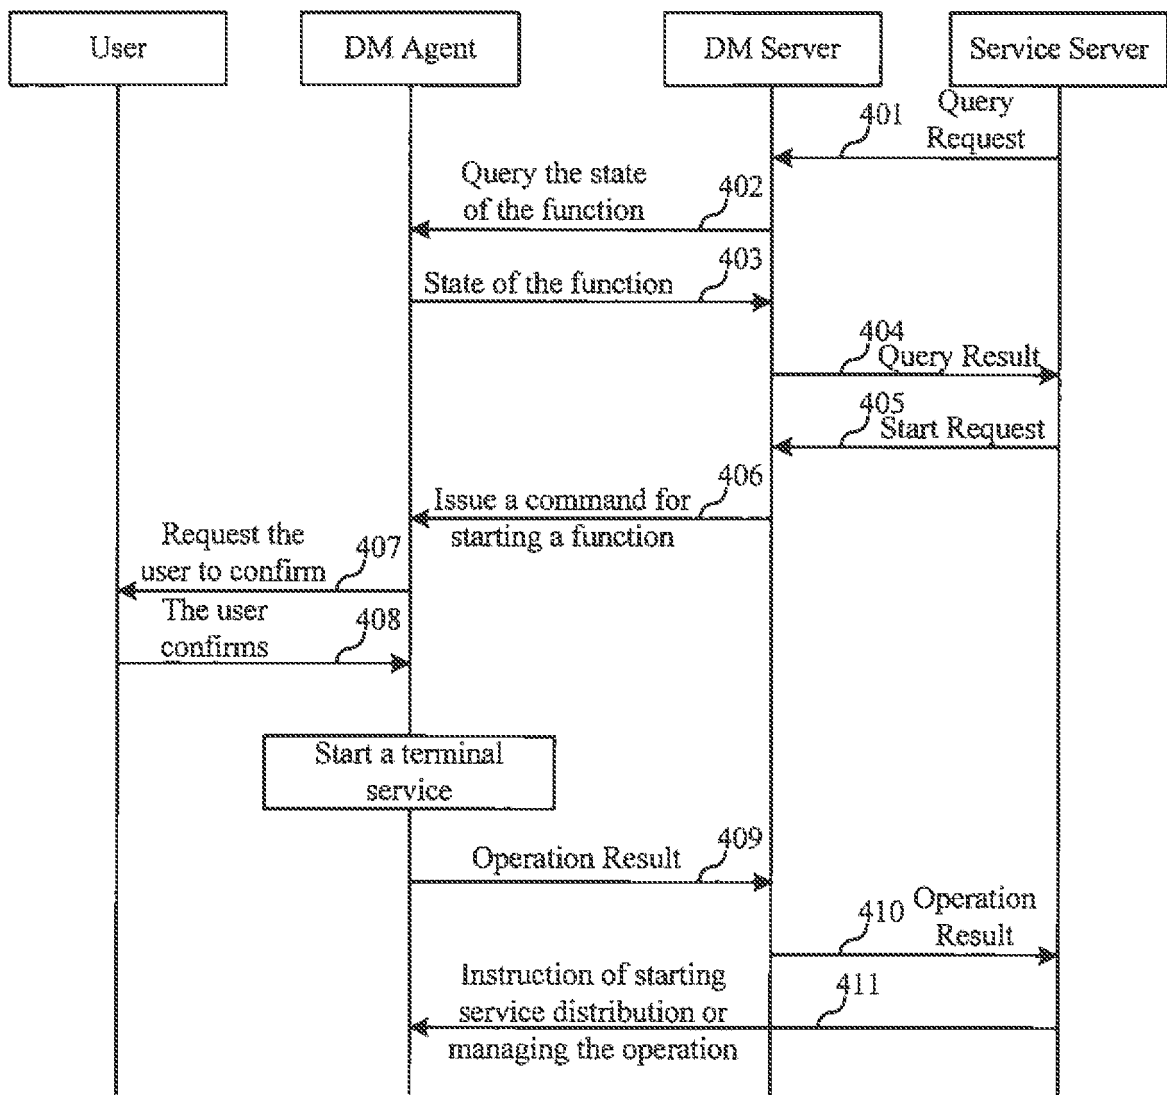 User
DM Agent
DM Server
Service Server
401
Query
Request
Query the state
of the function
402
State of the function
403
404
Query Result
405
Start Request
406
Issue a command for
starting a function
Request the
user to confirm
407
The user
confirms
408
Start a terminal
service
Operation Result
409
410
Operation
Result
Instruction of starting
service distribution or
managing the operation
411